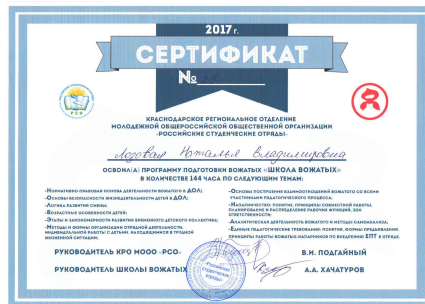 2017 г.
СЕРТИФИКАТ
№
КРАСНОДАРСКОЕ РЕГИОНАЛЬНОЕ ОТДЕЛЕНИЕ
МОЛОДЕЖНОЙ ОБЩЕРОССИЙСКОЙ ОБЩЕСТВЕННОЙ ОРГАНИЗАЦИИ
«РОССИЙСКИЕ СТУДЕНЧЕСКИЕ ОТРЯДЫ»
Лозовая Наталья Владимировна
ОСВОИЛ(А) ПРОГРАММУ ПОДГОТОВКИ ВОЖАТЫХ «ШКОЛА ВОЖАТЫХ»
В КОЛИЧЕСТВЕ 144 ЧАСА ПО СЛЕДУЮЩИМ ТЕМАМ:
-НОРМАТИВНО ПРАВОВАЯ ОСНОВА ДЕЯТЕЛЬНОСТИ ВОЖАТОГО В ДОЛ;
-ОСНОВЫ БЕЗОПАСНОСТИ ЖИЗНЕДЕЯТЕЛЬНОСТИ ДЕТЕЙ В ДОЛ;
-ЛОГИКА РАЗВИТИЯ СМЕНЫ;
-ВОЗРАСТНЫЕ ОСОБЕННОСТИ ДЕТЕЙ;
-ЭТАПЫ И ЗАКОНОМЕРНОСТИ РАЗВИТИЯ ВРЕМЕННОГО ДЕТСКОГО КОЛЛЕКТИВА;
-МЕТОДЫ И ФОРМЫ ОРГАНИЗАЦИИ ОТРЯДНОЙ ДЕЯТЕЛЬНОСТИ,
ИНДИВИДУАЛЬНОЙ РАБОТЫ С ДЕТЬМИ, НАХОДЯЩИМИСЯ В ТРУДНОЙ
ЖИЗНЕННОЙ СИТУАЦИИ;
-ОСНОВЫ ПОСТРОЕНИЯ ВЗАИМООТНОШЕНИЙ ВОЖАТОГО СО ВСЕМИ
УЧАСТНИКАМИ ПЕДАГОГИЧЕСКОГО ПРОЦЕССА;
ПОНЯТИЕ, ПРИНЦИПЫ СОВМЕСТНОЙ РАБОТЫ,
ПЛАНИРОВАНИЕ И РАСПРЕДЕЛЕНИЕ РАБОЧИХ ФУНКЦИЙ, ЗОН
ОТВЕТСТВЕННОСТИ;
-АНАЛИТИЧЕСКАЯ ДЕЯТЕЛЬНОСТЬ ВОЖАТОГО И МЕТОДЫ САМОАНАЛИЗА;
-ЕДИНЫЕ ПЕДАГОГИЧЕСКИЕ ТРЕБОВАНИЯ: ПОНЯТИЯ, ФОРМЫ ПРЕДЪЯВЛЕНИЯ,
ПРИНЦИПЫ РАБОТЫ ВОЖАТЫХ-НАПАРНИКОВ ПО ВНЕДРЕНИЮ ЕПТ В ОТРЯДЕ.
РУКОВОДИТЕЛЬ КРО МООО «РСО»
В.И. ПОДГАЙНЫЙ
РУКОВОДИТЕЛЬ ШКОЛЫ ВОЖАТЫХ
А.А. ХАЧАТУРОВ